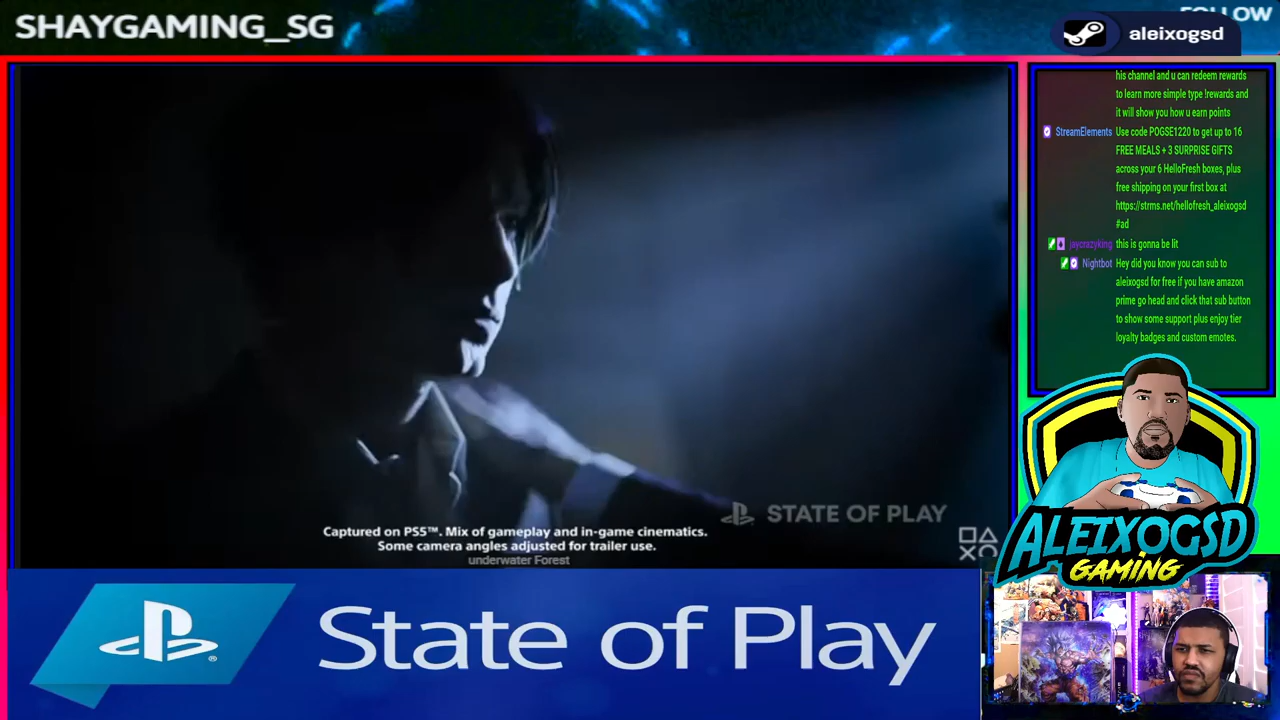 SHAYGAMING_SG
FOLLOW
aleixogsd
his channel and u can redeem rewards
to learn more simple type !rewards and
it will show you how u earn points
StreamElements Use code POGSE1220 to get up to 16
FREE MEALS + 3 SURPRISE GIFTS
across your 6 HelloFresh boxes, plus
free shipping on your first box at
https://strms.net/hellofresh_aleixogsd
#ad
jaycrazyking this is gonna be lit
Nightbot Hey did you know you can sub to
aleixogsd for free if you have amazon
prime go head and click that sub button
to show some support plus enjoy tier
loyalty badges and custom emotes.
STATE OF PLAY
Captured on PS5™. Mix of gameplay and in-game cinematics.
Some camera angles adjusted for trailer use.
underwater Forest
ALEIXOGSD
GAMING
State of Play